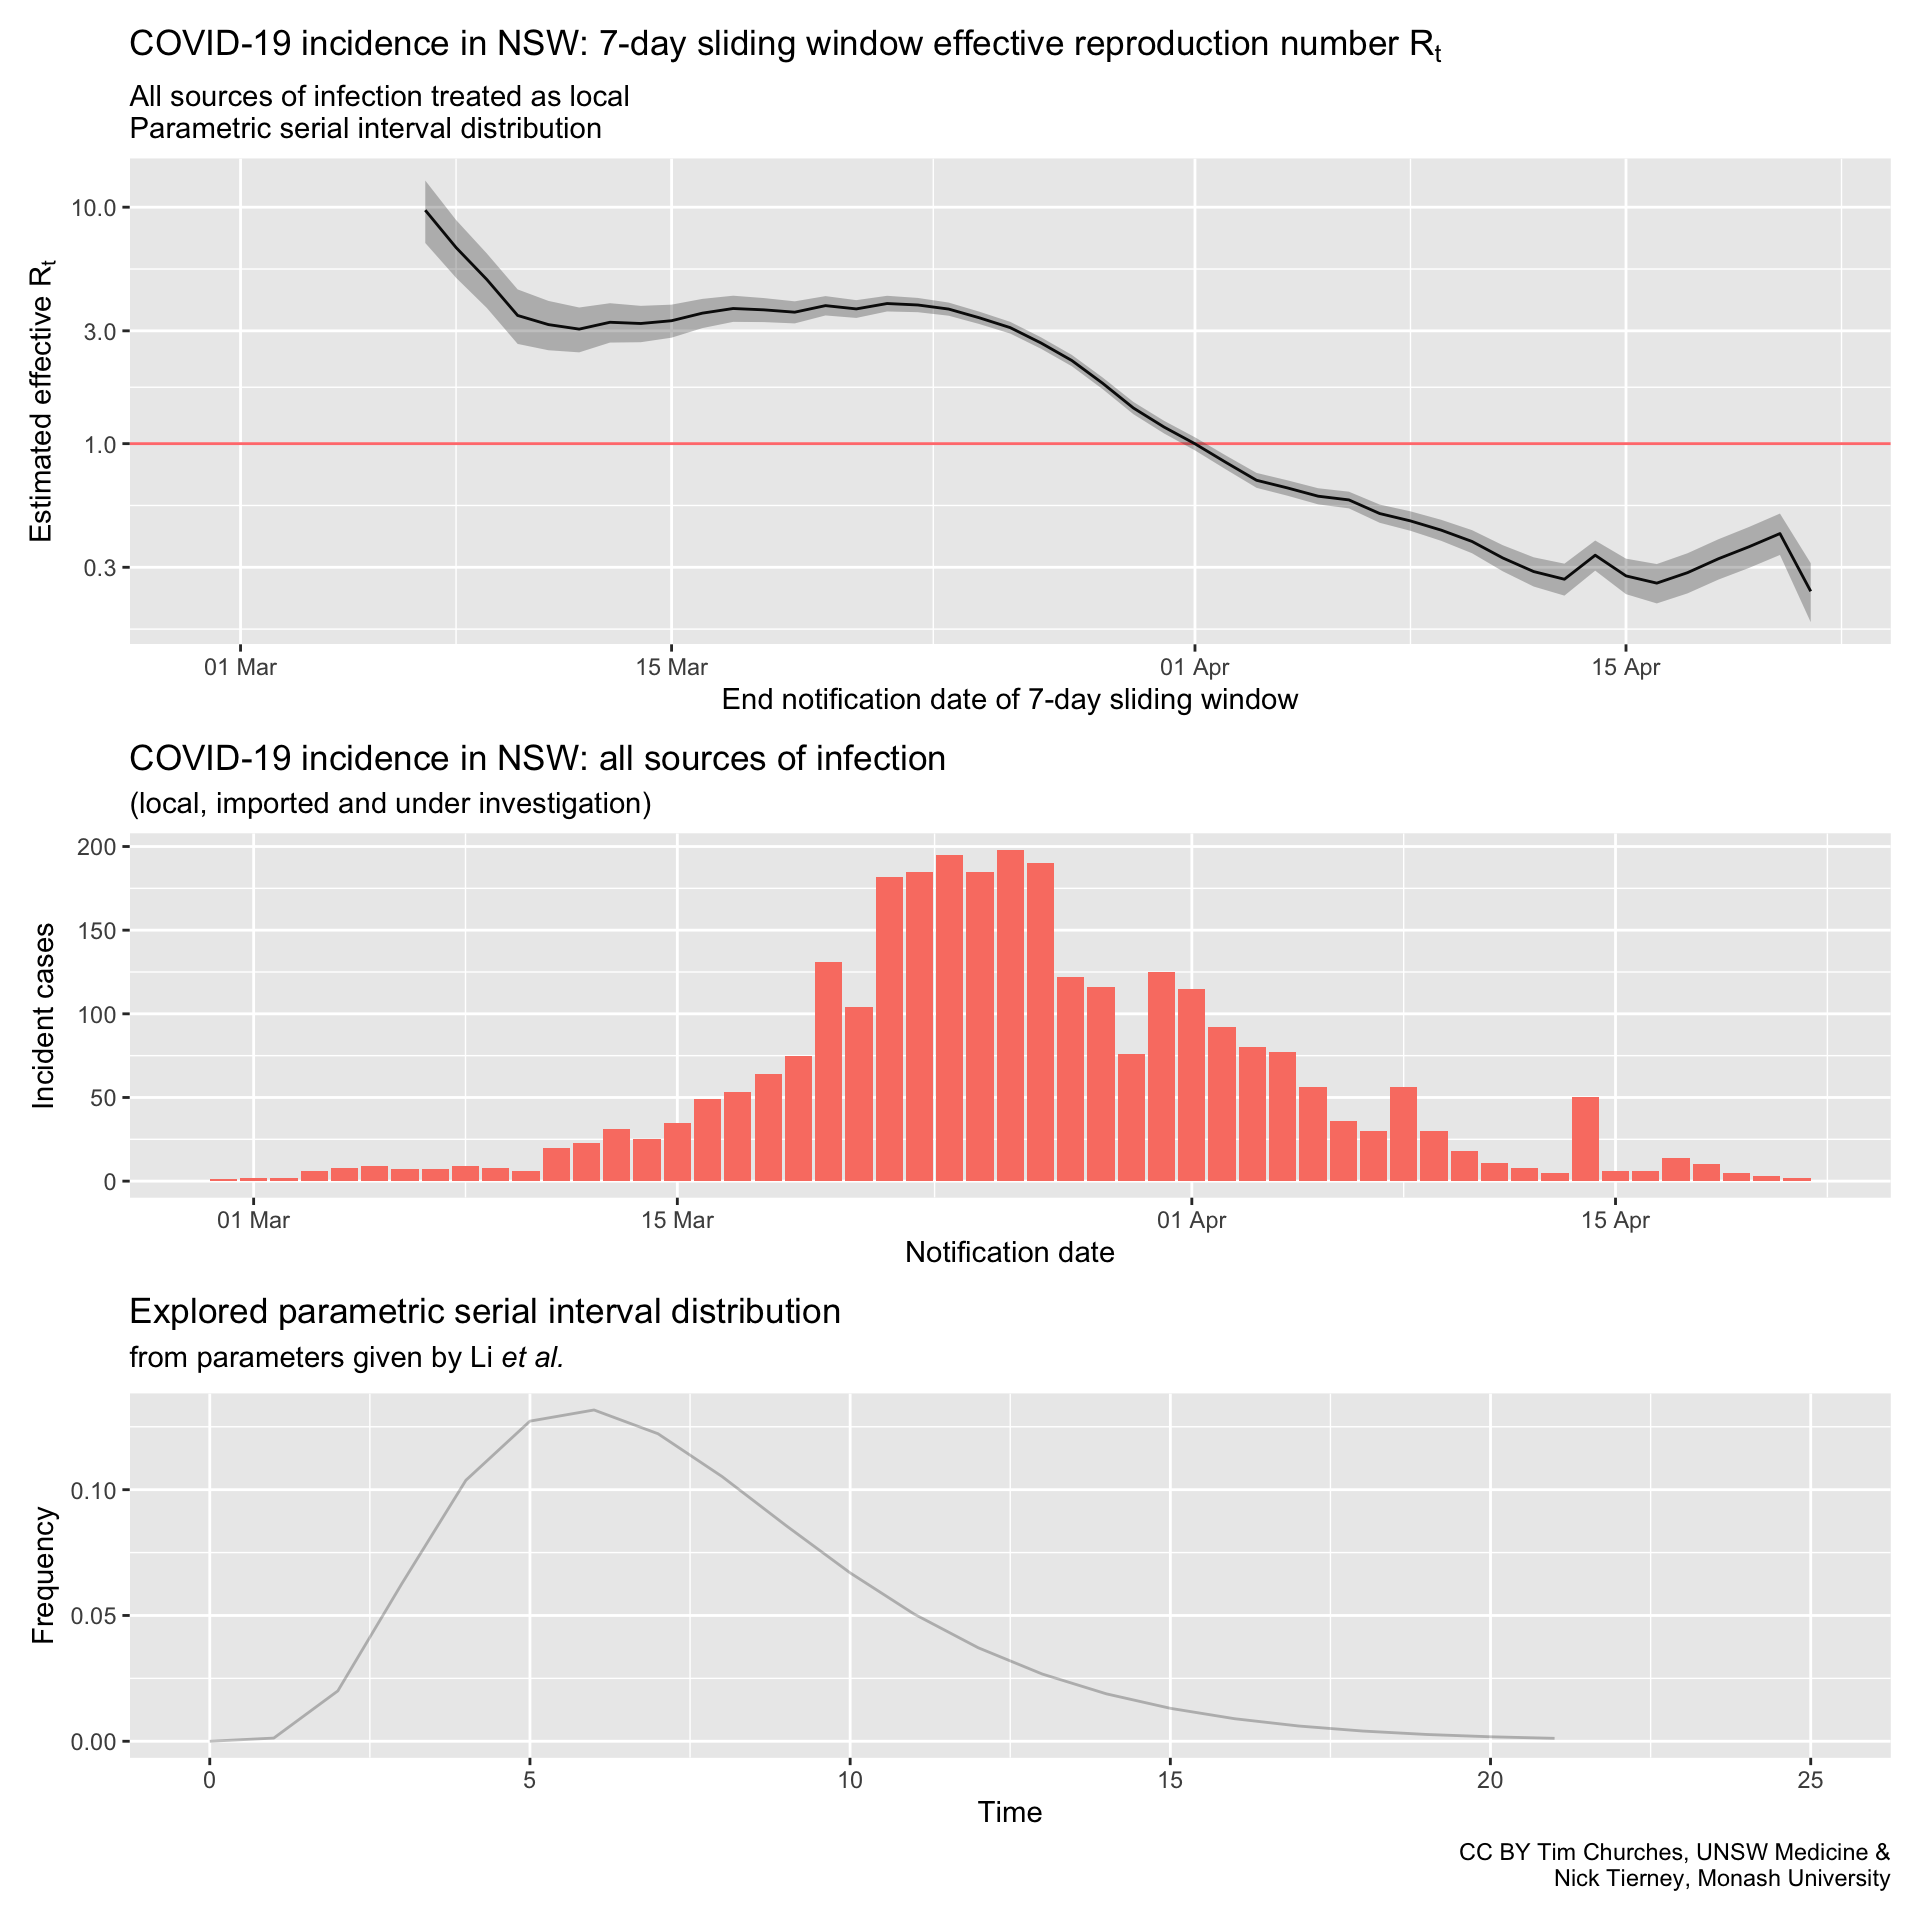 COVID-19 incidence in NSW: 7-day sliding window effective reproduction number Rt
All sources of infection treated as local
Parametric serial interval distribution
Estimated effective Rt
10.0
3.0
1.0
0.3
01 Mar
15 Mar
01 Apr
15 Apr
End notification date of 7-day sliding window
COVID-19 incidence in NSW: all sources of infection
(local, imported and under investigation)
Incident cases
200
150
100
50
0
01 Mar
15 Mar
01 Apr
15 Apr
Notification date
Explored parametric serial interval distribution
from parameters given by Li et al.
Frequency
0.10
0.05
0.00
0
5
10
15
20
25
Time
CC BY Tim Churches, UNSW Medicine &
Nick Tierney, Monash University